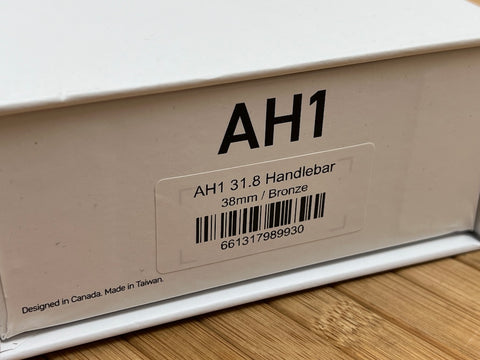 AH1
AH1 31.8 Handlebar
38mm / Bronze
661317989930
Designed in Canada. Made in Taiwan.